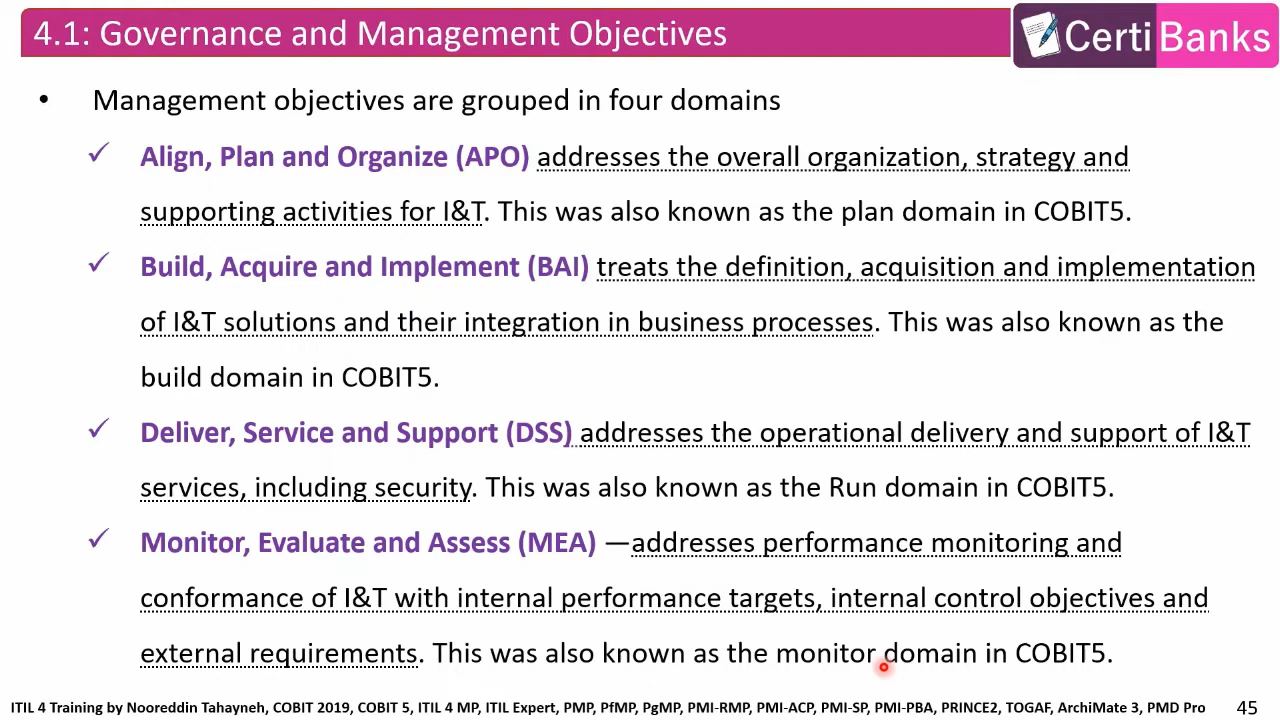 4.1: Governance and Management Objectives
CertiBanks
• Management objectives are grouped in four domains
✓ Align, Plan and Organize (APO) addresses the overall organization, strategy and
supporting activities for I&T. This was also known as the plan domain in COBIT5.
✓ Build, Acquire and Implement (BAI) treats the definition, acquisition and implementation
of I&T solutions and their integration in business processes. This was also known as the
build domain in COBIT5.
✓ Deliver, Service and Support (DSS) addresses the operational delivery and support of I&T
services, including security. This was also known as the Run domain in COBIT5.
✓ Monitor, Evaluate and Assess (MEA) —addresses performance monitoring and
conformance of I&T with internal performance targets, internal control objectives and
external requirements. This was also known as the monitor domain in COBIT5.
ITIL 4 Training by Nooreddin Tahayneh, COBIT 2019, COBIT 5, ITIL 4 MP, ITIL Expert, PMP, PfMP, PgMP, PMI-RMP, PMI-ACP, PMI-SP, PMI-PBA, PRINCE2, TOGAF, ArchiMate 3, PMD Pro 45